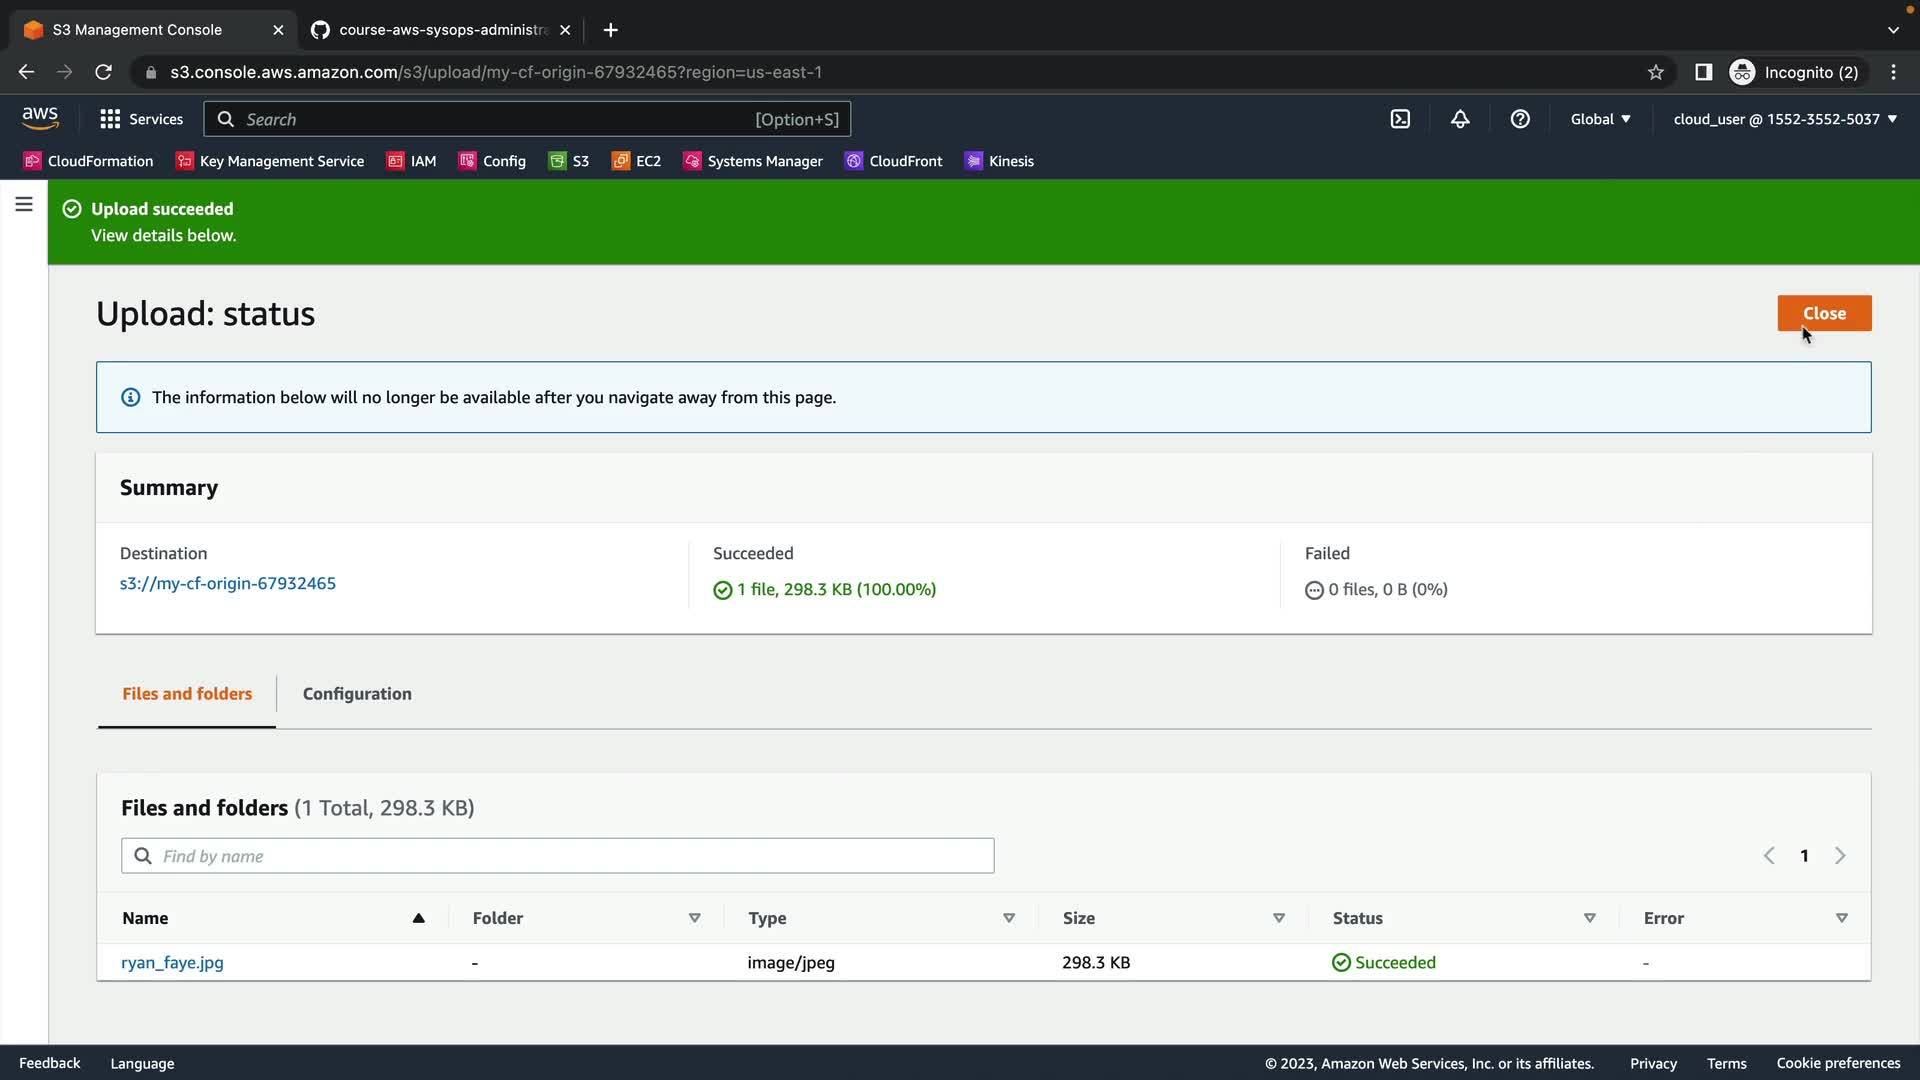 S3 Management Console
course-aws-sysops-administra
s3.console.aws.amazon.com/s3/upload/my-cf-origin-67932465?region=us-east-1
Incognito (2)
aws
Services
Search
[Option+S]
Global
cloud_user @ 1552-3552-5037
CloudFormation
Key Management Service
IAM
Config
S3
EC2
Systems Manager
CloudFront
Kinesis
Upload succeeded
View details below.
Upload: status
Close
The information below will no longer be available after you navigate away from this page.
Summary
Destination
s3://my-cf-origin-67932465
Succeeded
1 file, 298.3 KB (100.00%)
Failed
0 files, 0 B (0%)
Files and folders
Configuration
Files and folders (1 Total, 298.3 KB)
Find by name
1
Name
Folder
Type
Size
Status
Error
ryan_faye.jpg
-
image/jpeg
298.3 KB
Succeeded
-
Feedback
Language
© 2023, Amazon Web Services, Inc. or its affiliates.
Privacy
Terms
Cookie preferences